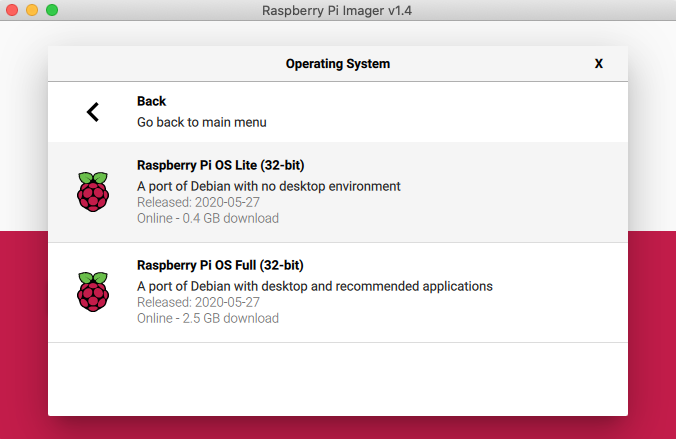 Raspberry Pi Imager v1.4
Operating System X
Back
Go back to main menu
Raspberry Pi OS Lite (32-bit)
A port of Debian with no desktop environment
Released: 2020-05-27
Online - 0.4 GB download
Raspberry Pi OS Full (32-bit)
A port of Debian with desktop and recommended applications
Released: 2020-05-27
Online - 2.5 GB download